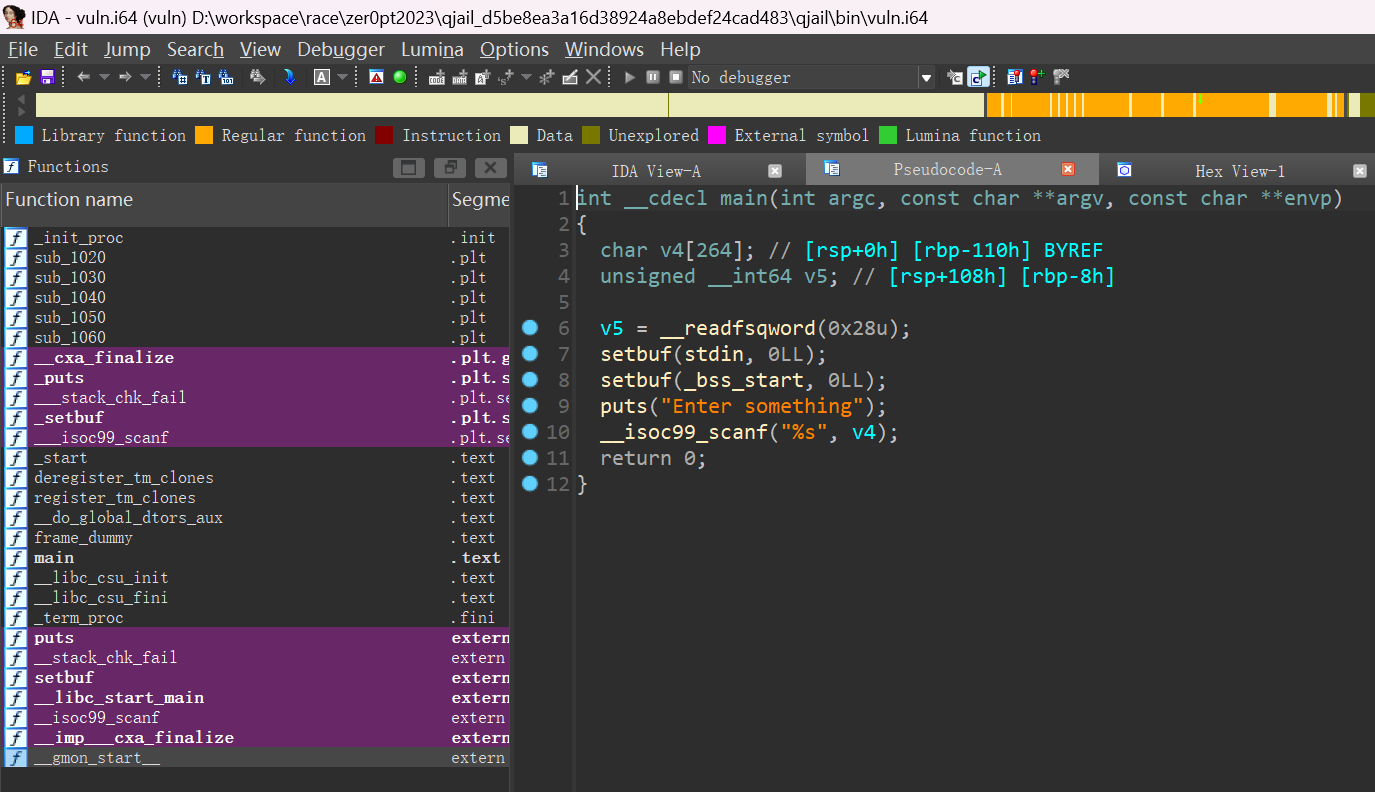 IDA - vuln.i64 (vuln) D:\workspace\race\zer0pt2023\qjail_d5be8ea3a16d38924a8ebdef24cad483\qjail\bin\vuln.i64
File Edit Jump Search View Debugger Lumina Options Windows Help
No debugger
Library function Regular function Instruction Data Unexplored External symbol Lumina function
Functions
Function name Segme
_init_proc .init
sub_1020 .plt
sub_1030 .plt
sub_1040 .plt
sub_1050 .plt
sub_1060 .plt
__cxa_finalize .plt.g
_puts .plt.s
___stack_chk_fail .plt.se
_setbuf .plt.s
___isoc99_scanf .plt.se
_start .text
deregister_tm_clones .text
register_tm_clones .text
__do_global_dtors_aux .text
frame_dummy .text
main .text
__libc_csu_init .text
__libc_csu_fini .text
_term_proc .fini
puts extern
__stack_chk_fail extern
setbuf extern
__libc_start_main extern
__isoc99_scanf extern
__imp___cxa_finalize extern
__gmon_start__ extern
IDA View-A Pseudocode-A Hex View-1
1 int __cdecl main(int argc, const char **argv, const char **envp)
2 {
3 char v4[264]; // [rsp+0h] [rbp-110h] BYREF
4 unsigned __int64 v5; // [rsp+108h] [rbp-8h]
5
6 v5 = __readfsqword(0x28u);
7 setbuf(stdin, 0LL);
8 setbuf(_bss_start, 0LL);
9 puts("Enter something");
10 __isoc99_scanf("%s", v4);
11 return 0;
12 }